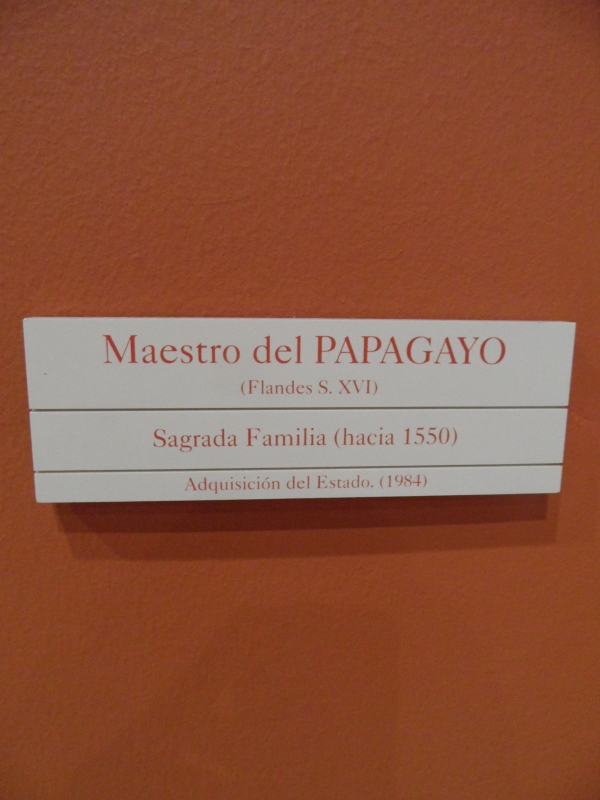 Maestro del PAPAGAYO
(Flandes S. XVI)
Sagrada Familia (hacia 1550)
Adquisición del Estado. (1984)